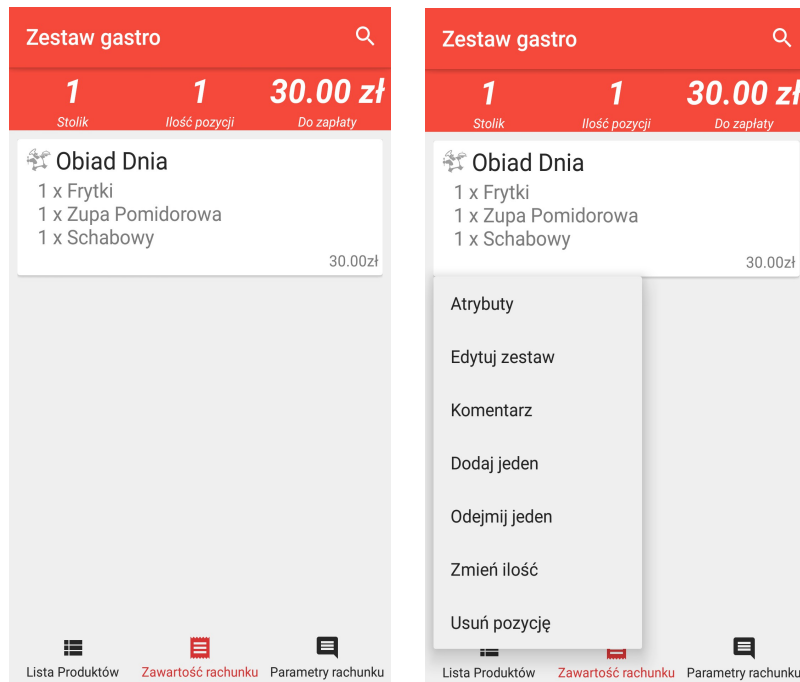 Zestaw gastro
1 1 30.00 zł
Stolik Ilość pozycji Do zapłaty
Obiad Dnia
1 x Frytki
1 x Zupa Pomidorowa
1 x Schabowy
30.00zł
Lista Produktów Zawartość rachunku Parametry rachunku
Zestaw gastro
1 1 30.00 zł
Stolik Ilość pozycji Do zapłaty
Obiad Dnia
1 x Frytki
1 x Zupa Pomidorowa
1 x Schabowy
30.00zł
Atrybuty
Edytuj zestaw
Komentarz
Dodaj jeden
Odejmij jeden
Zmień ilość
Usuń pozycję
Lista Produktów Zawartość rachunku Parametry rachunku